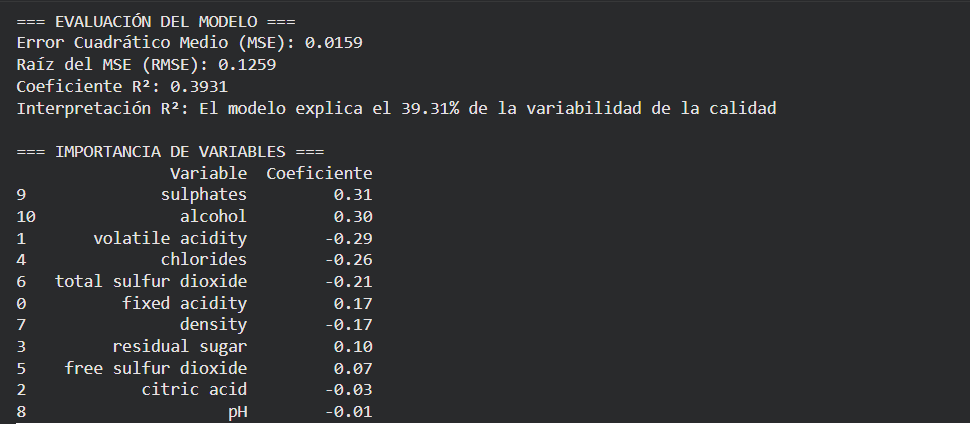 === EVALUACIÓN DEL MODELO ===
Error Cuadrático Medio (MSE): 0.0159
Raíz del MSE (RMSE): 0.1259
Coeficiente R²: 0.3931
Interpretación R²: El modelo explica el 39.31% de la variabilidad de la calidad
=== IMPORTANCIA DE VARIABLES ===
Variable Coeficiente
9 sulphates 0.31
10 alcohol 0.30
1 volatile acidity -0.29
4 chlorides -0.26
6 total sulfur dioxide -0.21
0 fixed acidity 0.17
7 density -0.17
3 residual sugar 0.10
5 free sulfur dioxide 0.07
2 citric acid -0.03
8 pH -0.01